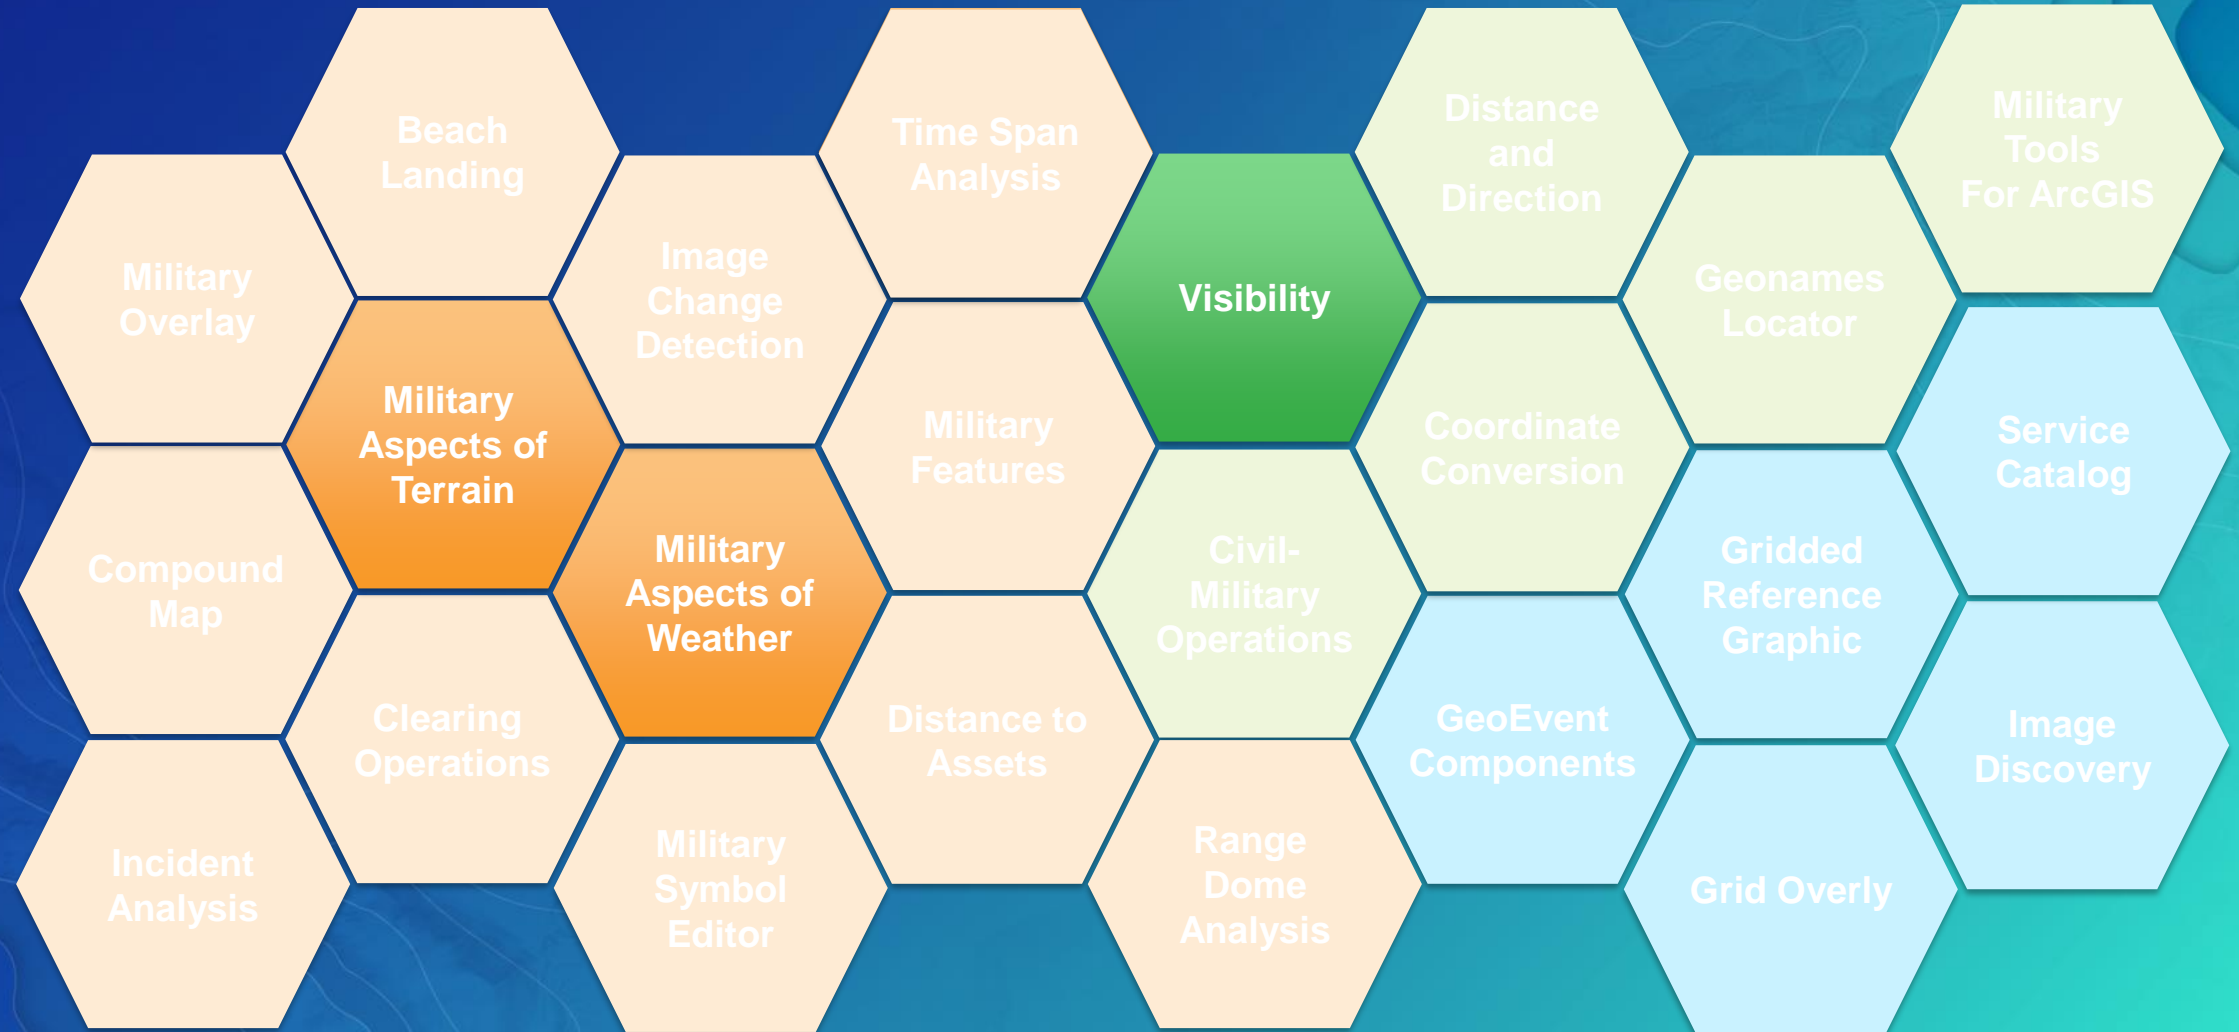 Beach
Landing
Time Span
Analysis
Distance
and
Direction
Military
Tools
For ArcGIS
Military
Overlay
Image
Change
Detection
Visibility
Geonames
Locator
Military
Aspects of
Terrain
Military
Features
Coordinate
Conversion
Service
Catalog
Compound
Map
Military
Aspects of
Weather
Civil-
Military
Operations
Gridded
Reference
Graphic
Clearing
Operations
Distance to
Assets
GeoEvent
Components
Image
Discovery
Incident
Analysis
Military
Symbol
Editor
Range
Dome
Analysis
Grid Overly